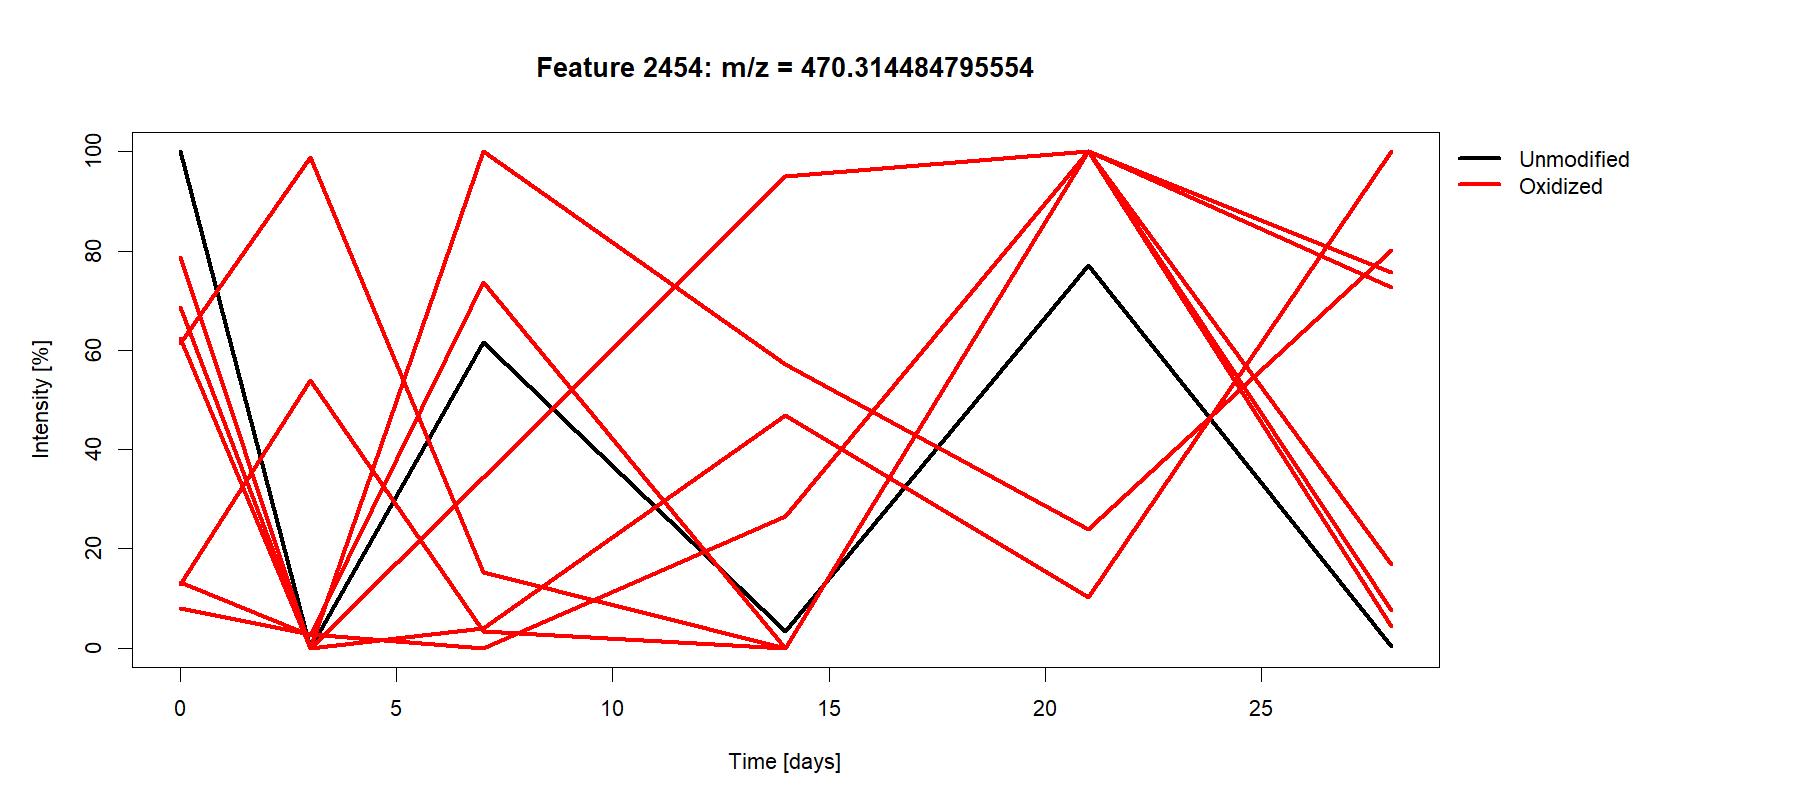 Feature 2454: m/z = 470.314484795554
Unmodified
Oxidized
Intensity [%]
100
80
60
40
20
0
0 5 10 15 20 25
Time [days]